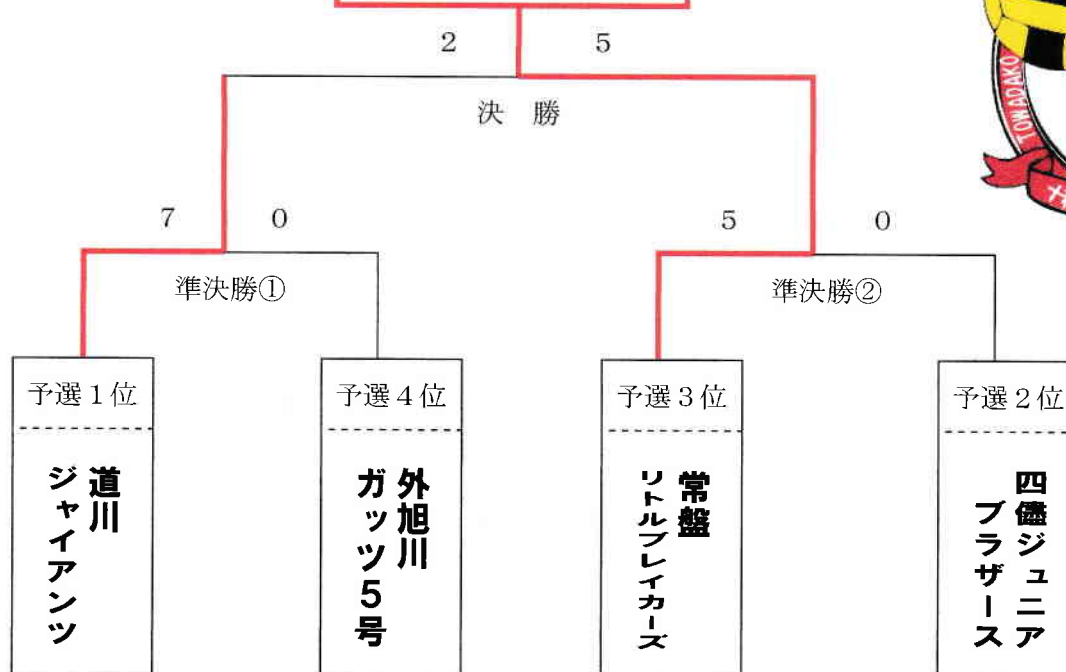 2 5
決 勝
TOWADAKO
7 0
5 0
準決勝①
準決勝②
予選1位
道川
ジャイアンツ
予選4位
外旭川
ガッツ5号
予選3位
常盤
リトルブレイカーズ
予選2位
四儘ジュニア
ブラザース